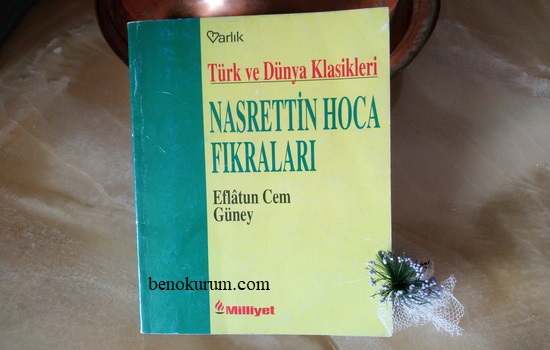 Varlık
Türk ve Dünya Klasikleri
NASRETTİN HOCA
FIKRALARI
Eflâtun Cem
Güney
benokurum.com
Milliyet